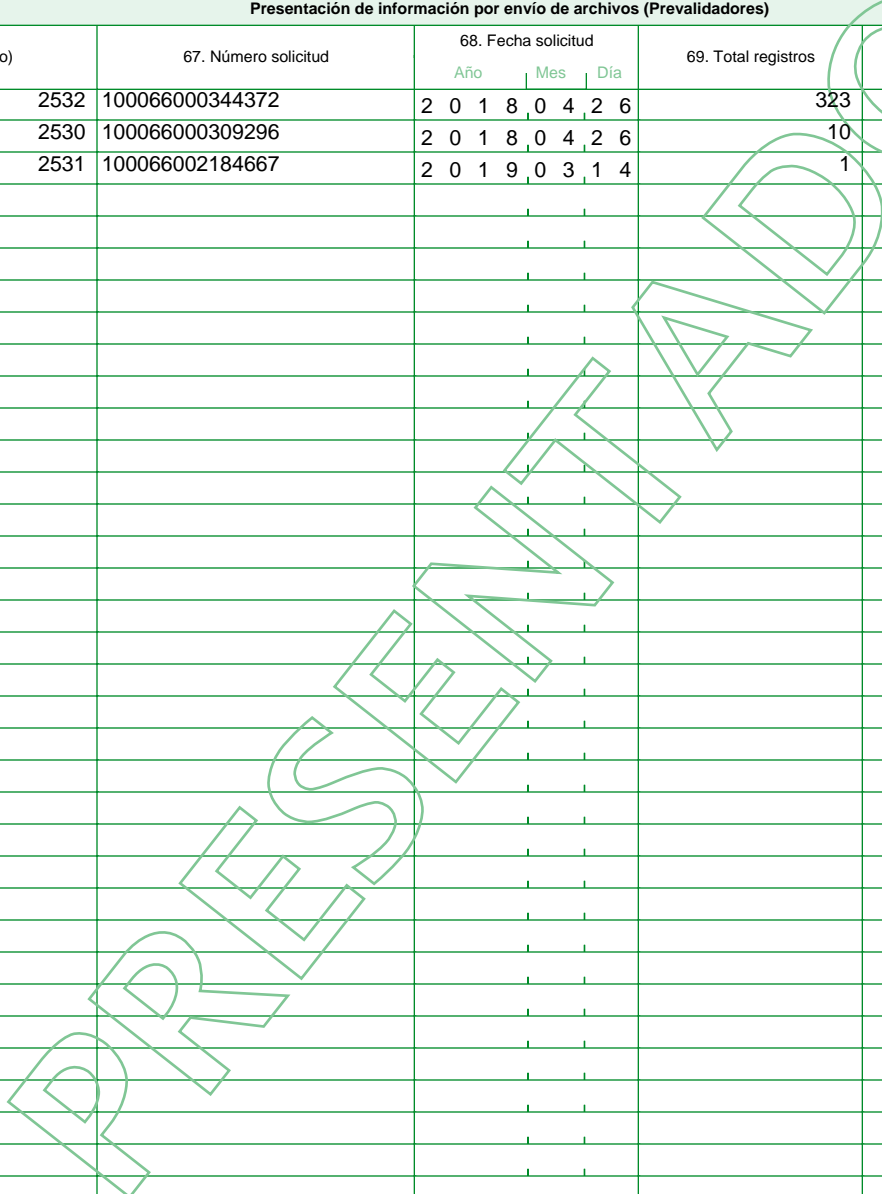 Presentación de información por envío de archivos (Prevalidadores)
o) 67. Número solicitud 68. Fecha solicitud 69. Total registros
Año Mes Día
2532 100066000344372 2 0 1 8 0 4 2 6 323
2530 100066000309296 2 0 1 8 0 4 2 6 10
2531 100066002184667 2 0 1 9 0 3 1 4 1
PRESENTADO